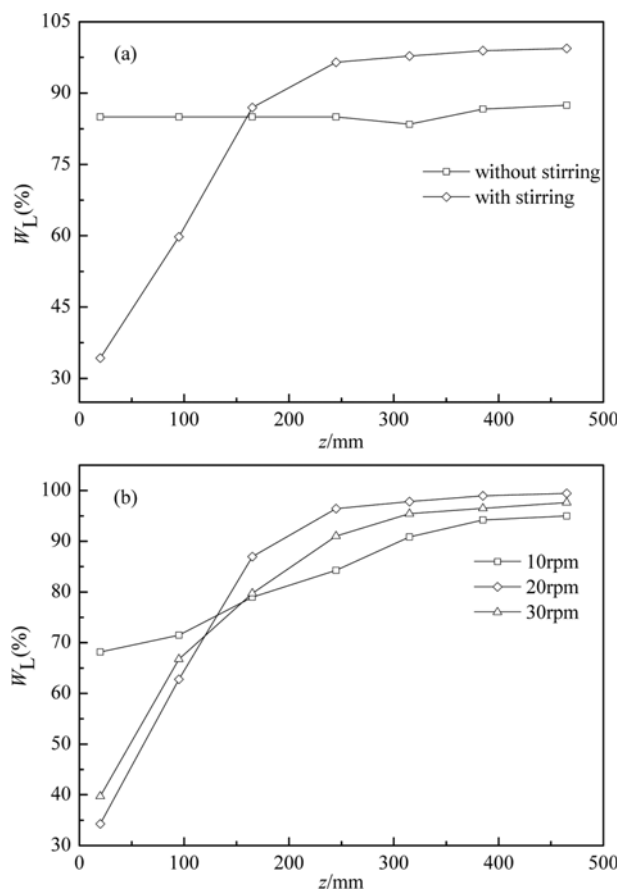 105
(a)
90
75
without stirring
with stirring
W_L(%)
60
45
30
0 100 200 300 400 500
z/mm
100
(b)
90
10rpm
20rpm
30rpm
80
70
W_L(%)
60
50
40
30
0 100 200 300 400 500
z/mm